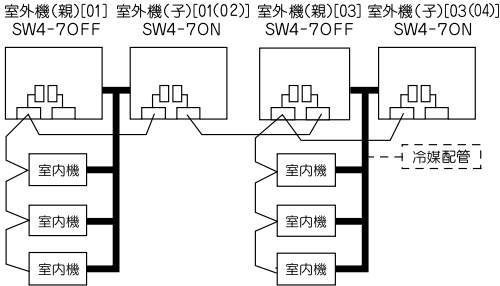 室外機(親)[01] 室外機(子)[01(02)] 室外機(親)[03] 室外機(子)[03(04)]
SW4-7OFF SW4-7ON SW4-7OFF SW4-7ON
冷媒配管
室内機 室内機
室内機 室内機
室内機 室内機